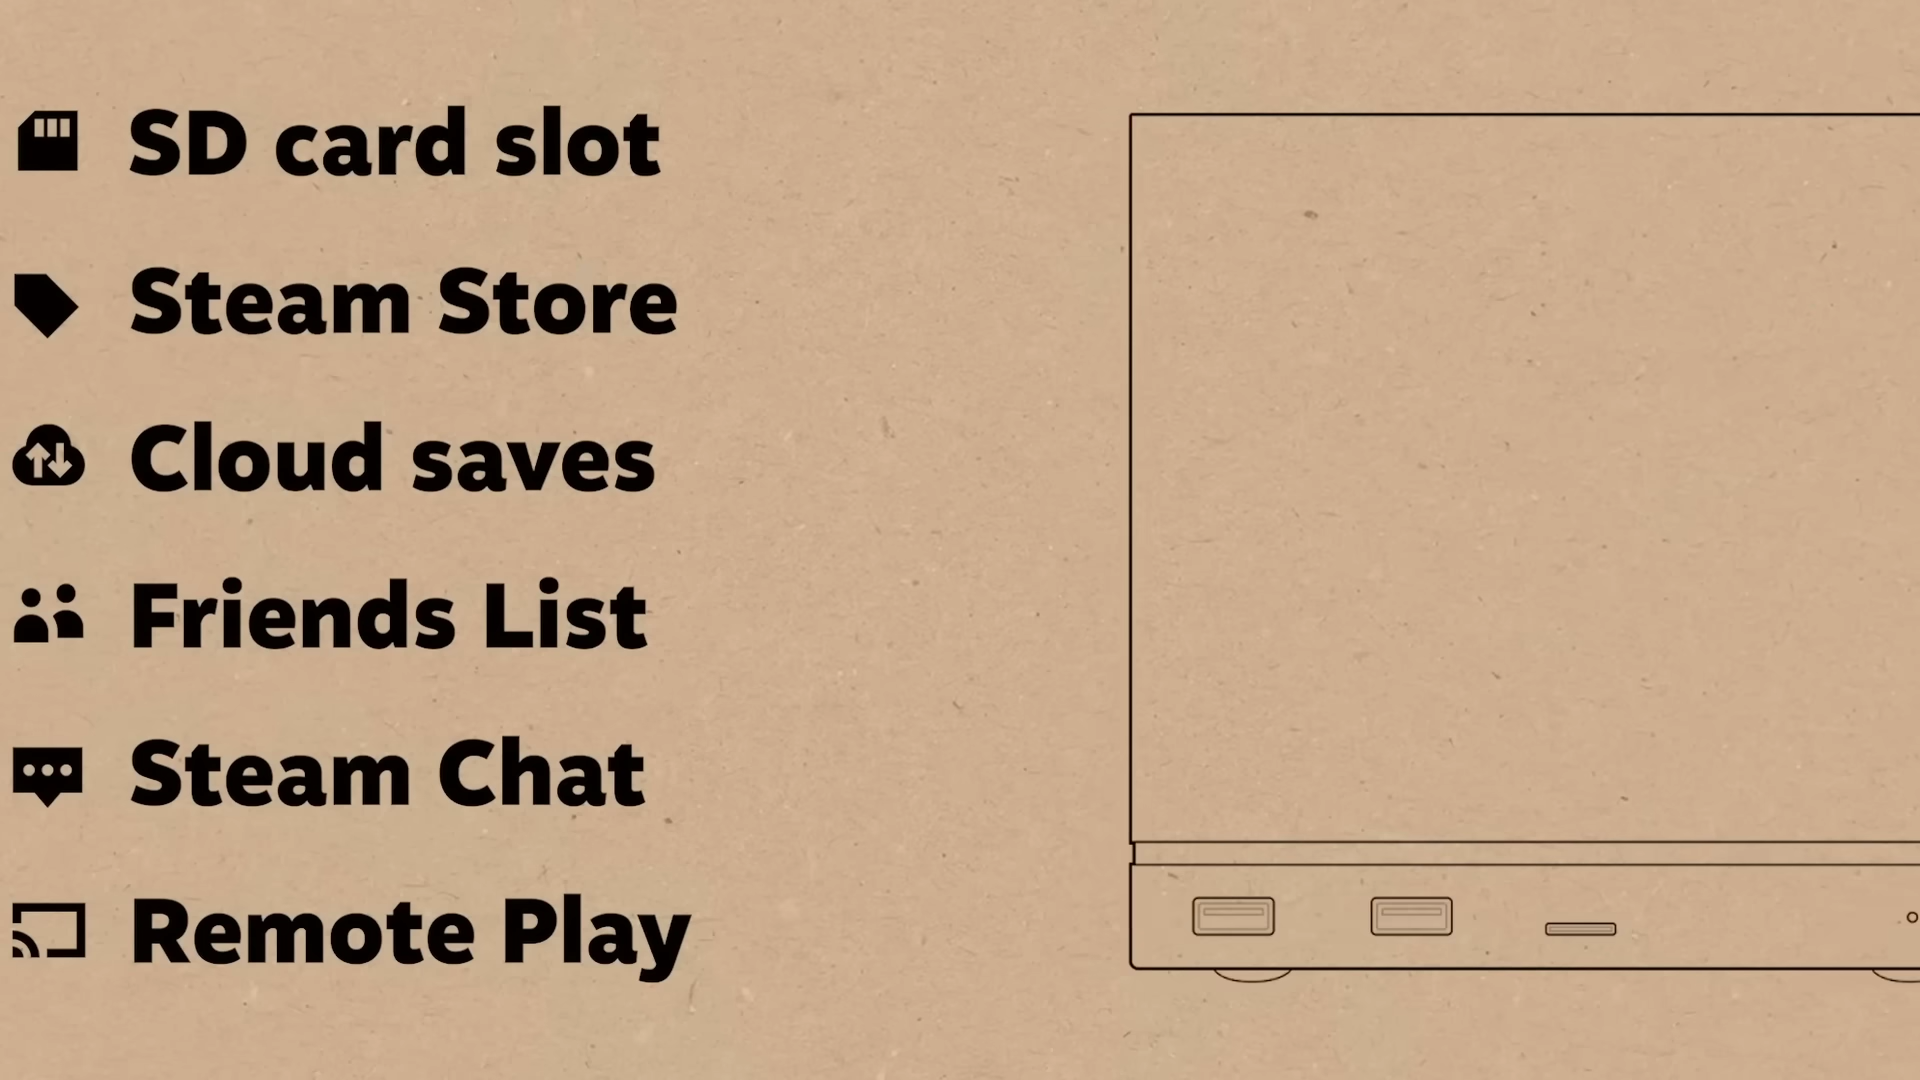 SD card slot
Steam Store
Cloud saves
Friends List
Steam Chat
Remote Play